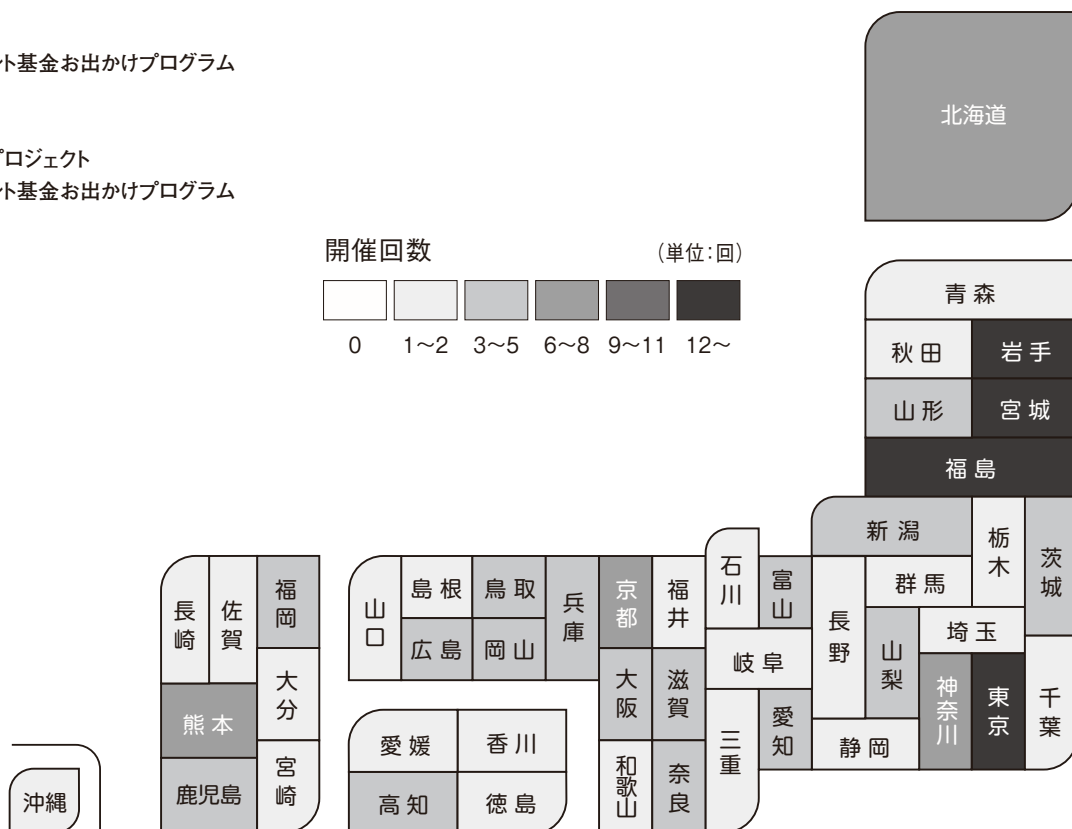 ント基金お出かけプログラム
プロジェクト
ント基金お出かけプログラム
開催回数 （単位：回）
0 1〜2 3〜5 6〜8 9〜11 12〜
北海道
青森
秋田 岩手
山形 宮城
福島
新潟 栃木 茨城
群馬
埼玉
長野 山梨 神奈川 東京 千葉
静岡
石川 富山
岐阜
三重 愛知
福井
京都
滋賀
大阪
奈良
和歌山
兵庫
鳥取 島根
岡山 広島
山口
愛媛 香川
高知 徳島
長崎 佐賀 福岡
大分
熊本
宮崎
鹿児島
沖縄